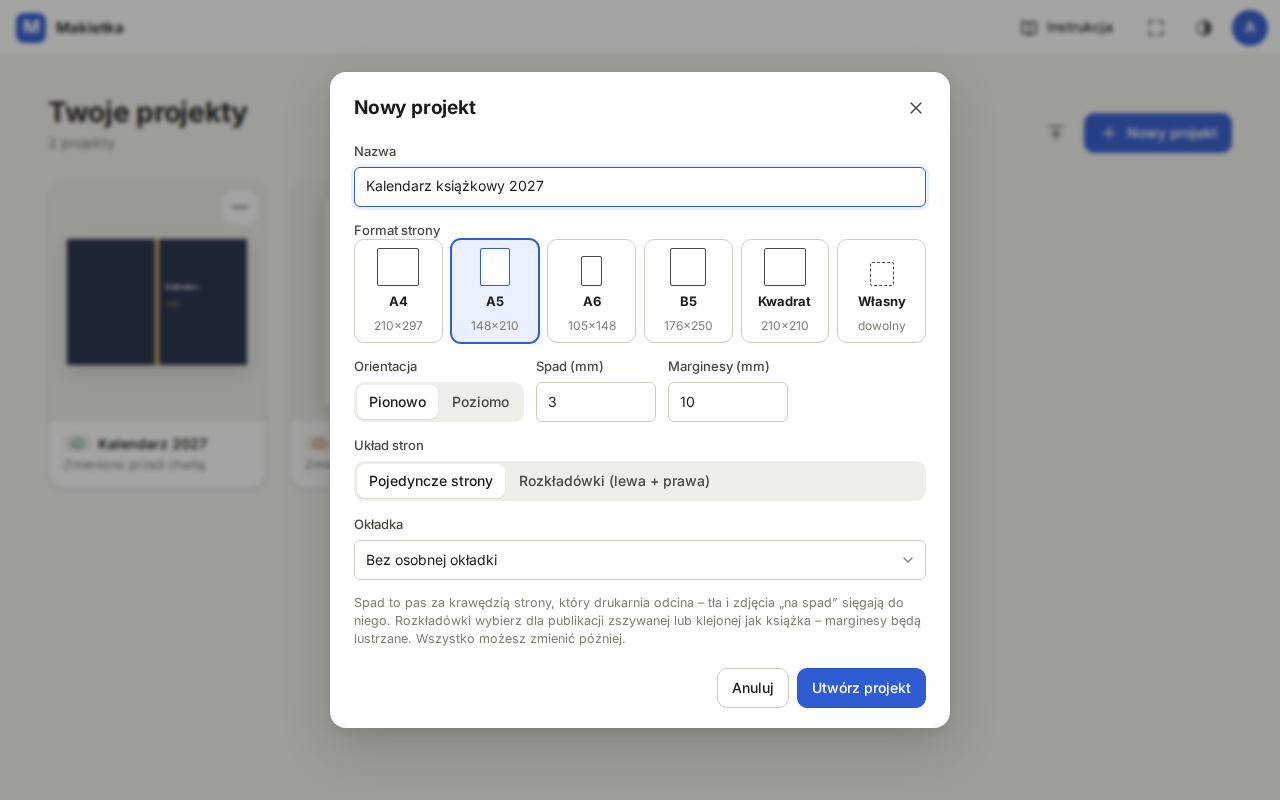 M Makietka
Instrukcja
A
Twoje projekty
2 projekty
Nowy projekt
Kalendarz 2027
Zmieniono przed chwilą
Nowy projekt
Nazwa
Kalendarz książkowy 2027
Format strony
A4
210×297
A5
148×210
A6
105×148
B5
176×250
Kwadrat
210×210
Własny
dowolny
Orientacja
Spad (mm)
Marginesy (mm)
Pionowo
Poziomo
3
10
Układ stron
Pojedyncze strony
Rozkładówki (lewa + prawa)
Okładka
Bez osobnej okładki
Spad to pas za krawędzią strony, który drukarnia odcina – tła i zdjęcia „na spad” sięgają do
niego. Rozkładówki wybierz dla publikacji zszywanej lub klejonej jak książka – marginesy będą
lustrzane. Wszystko możesz zmienić później.
Anuluj
Utwórz projekt